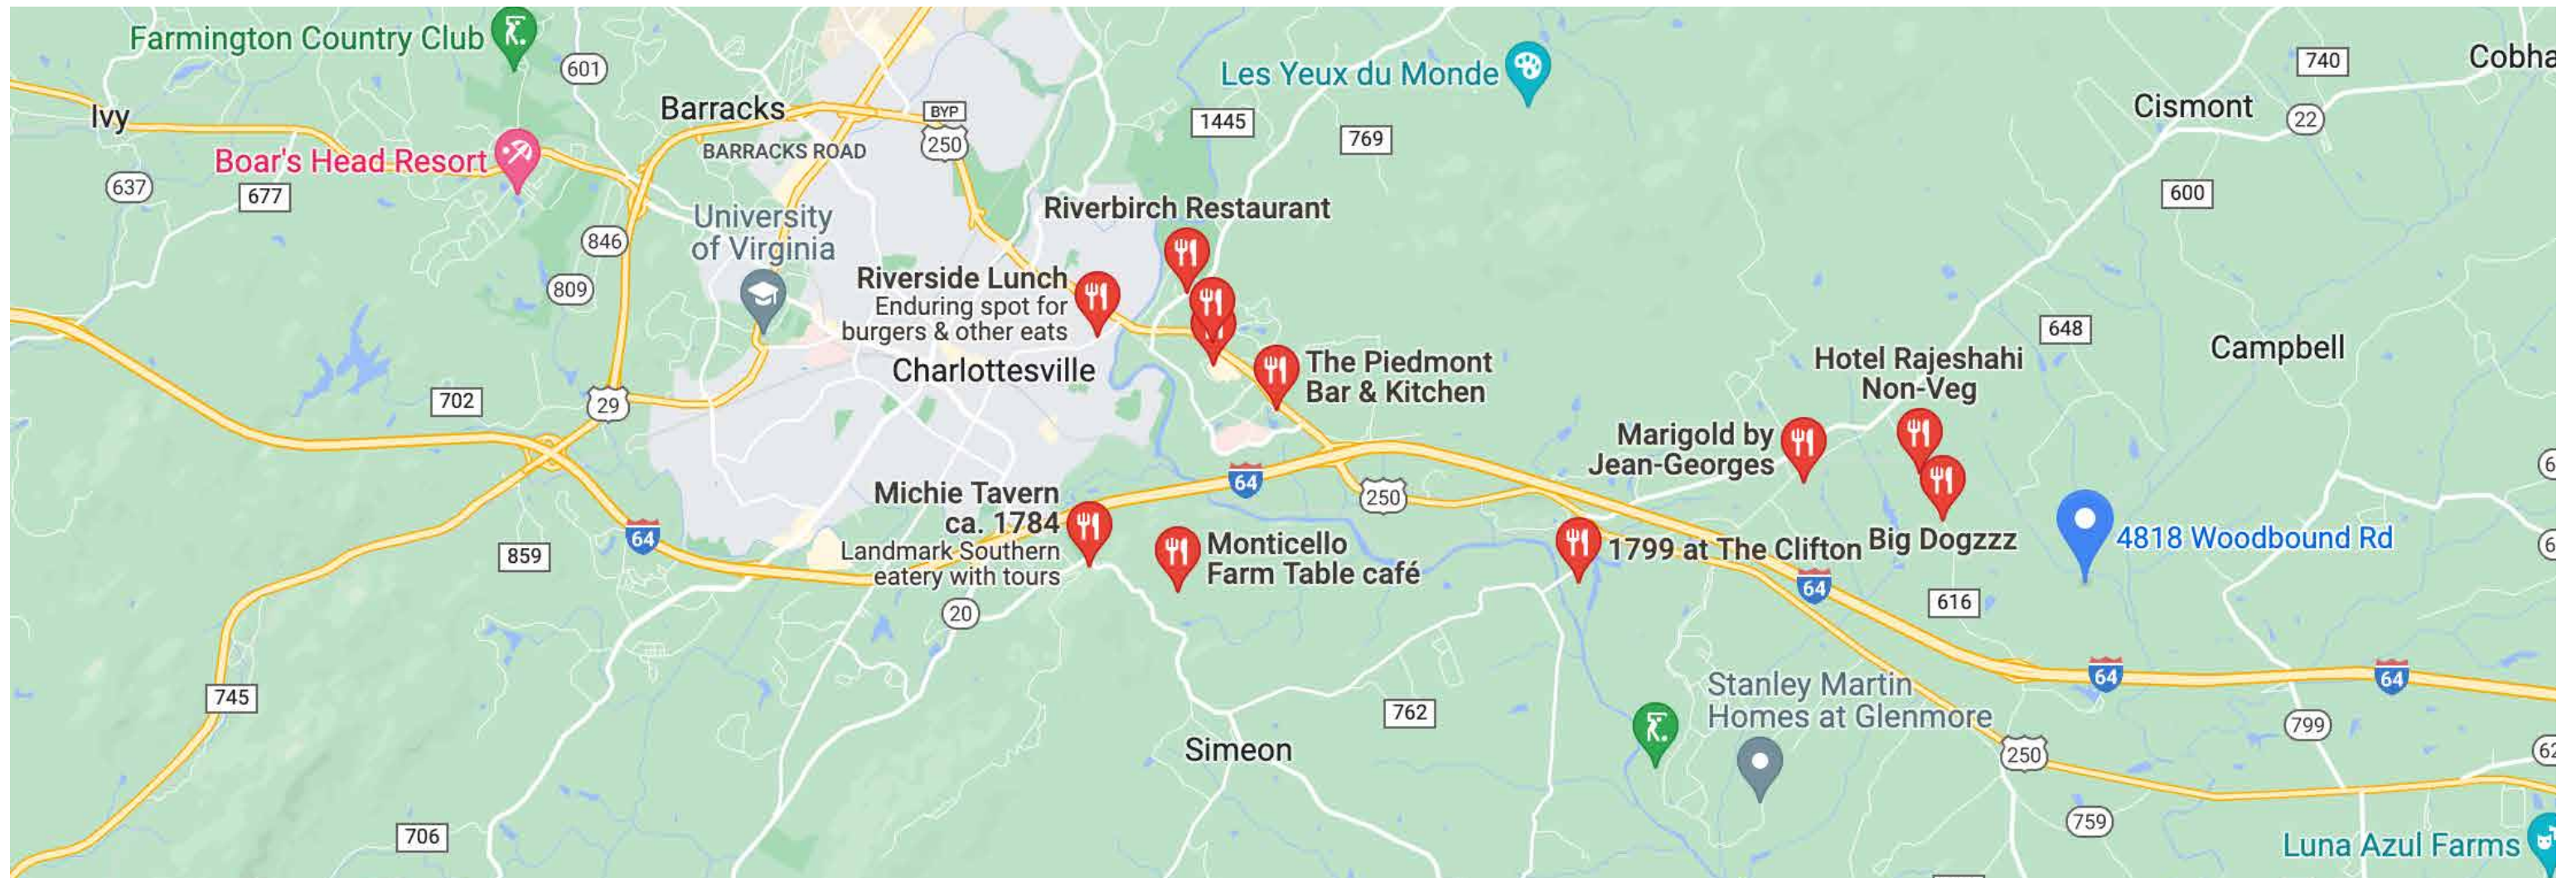 Farmington Country Club
601
740
Cobha
Les Yeux du Monde
Ivy
Barracks
BYP
250
1445
769
Cismont
22
BARRACKS ROAD
Boar's Head Resort
637
677
600
University
of Virginia
Riverbirch Restaurant
846
809
Riverside Lunch
Enduring spot for
burgers & other eats
Charlottesville
648
Campbell
The Piedmont
Bar & Kitchen
Hotel Rajeshahi
Non-Veg
702
29
Marigold by
Jean-Georges
64
250
6
Michie Tavern
ca. 1784
Landmark Southern
eatery with tours
Monticello
Farm Table café
1799 at The Clifton
Big Dogzzz
4818 Woodbound Rd
6
64
859
64
616
20
745
762
Stanley Martin
Homes at Glenmore
64
64
Simeon
250
799
62
706
759
Luna Azul Farms